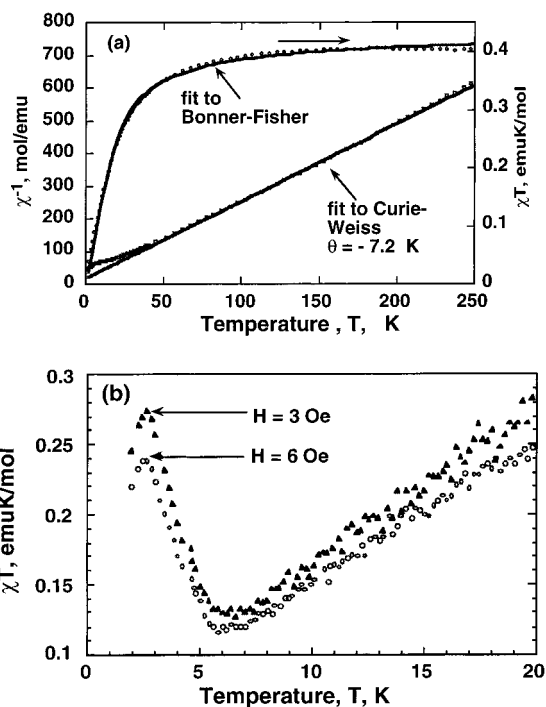 (a)
800
700
600
500
400
300
200
100
0
χ⁻¹, mol/emu
fit to
Bonner-Fisher
fit to Curie-
Weiss
θ = - 7.2 K
0.4
0.3
0.2
0.1
0
χT, emuK/mol
0 50 100 150 200 250
Temperature , T, K
(b)
0.3
0.25
0.2
0.15
0.1
χT, emuK/mol
H = 3 Oe
H = 6 Oe
0 5 10 15 20
Temperature, T, K